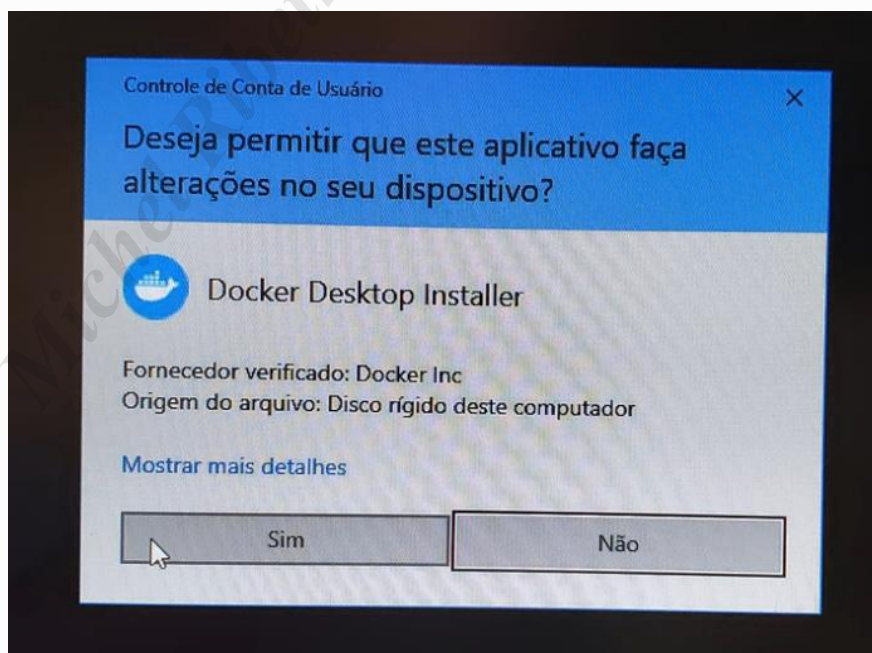 Controle de Conta de Usuário
Deseja permitir que este aplicativo faça
alterações no seu dispositivo?
Docker Desktop Installer
Fornecedor verificado: Docker Inc
Origem do arquivo: Disco rígido deste computador
Mostrar mais detalhes
Sim
Não